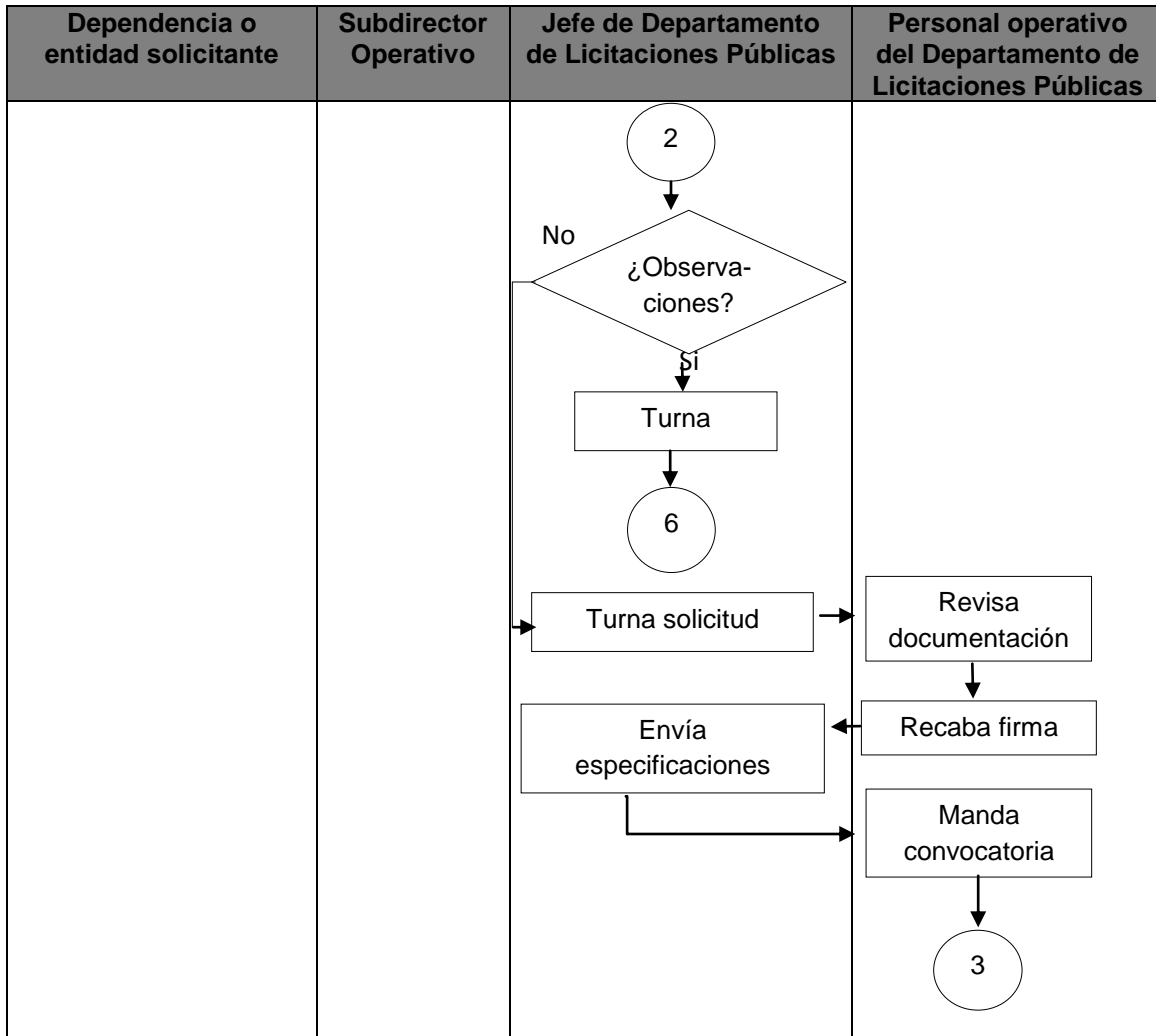 Dependencia o
entidad solicitante
Subdirector
Operativo
Jefe de Departamento
de Licitaciones Públicas
Personal operativo
del Departamento de
Licitaciones Públicas
2
No
¿Observa-
ciones?
Si
Turna
6
Turna solicitud
Revisa
documentación
Recaba firma
Envía
especificaciones
Manda
convocatoria
3